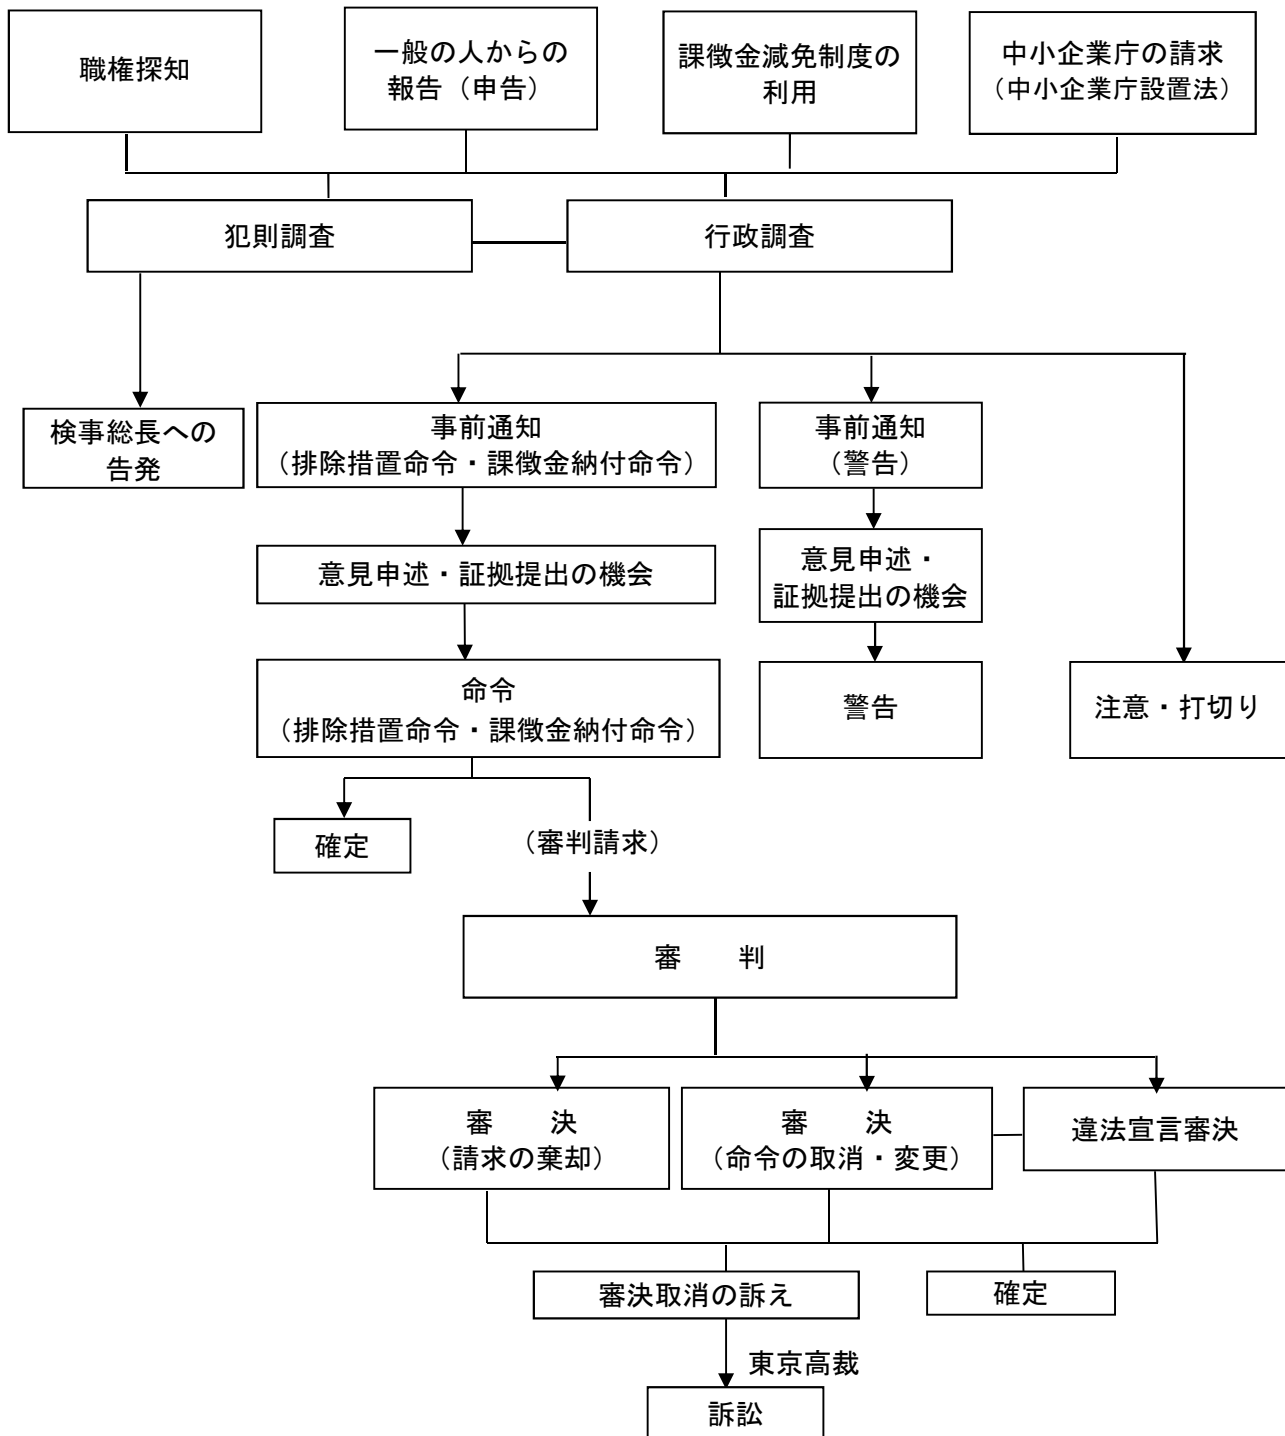 職権探知
一般の人からの
報告（申告）
課徴金減免制度の
利用
中小企業庁の請求
（中小企業庁設置法）
犯則調査
行政調査
検事総長への
告発
事前通知
（排除措置命令・課徴金納付命令）
事前通知
（警告）
意見申述・証拠提出の機会
意見申述・
証拠提出の機会
命令
（排除措置命令・課徴金納付命令）
警告
注意・打切り
確定
（審判請求）
審　　判
審　　決
（請求の棄却）
審　　決
（命令の取消・変更）
違法宣言審決
審決取消の訴え
確定
東京高裁
訴訟